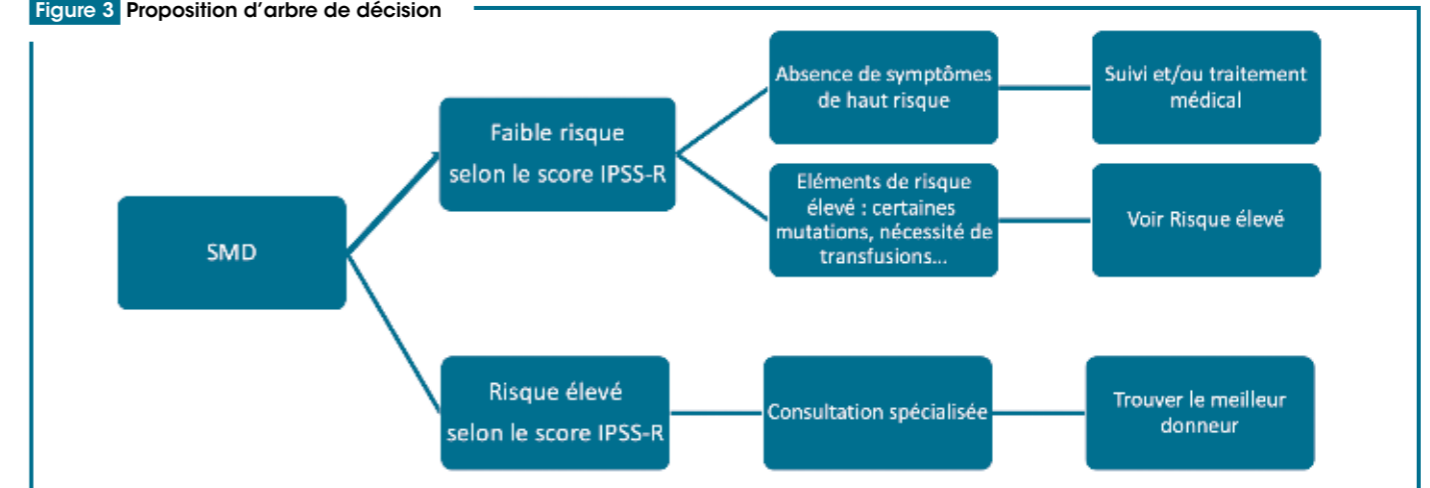 Figure 3 Proposition d'arbre de décision
SMD
Faible risque
selon le score IPSS-R
Absence de symptômes
de haut risque
Suivi et/ou traitement
médical
Eléments de risque
élevé : certaines
mutations, nécessité de
transfusions...
Voir Risque élevé
Risque élevé
selon le score IPSS-R
Consultation spécialisée
Trouver le meilleur
donneur